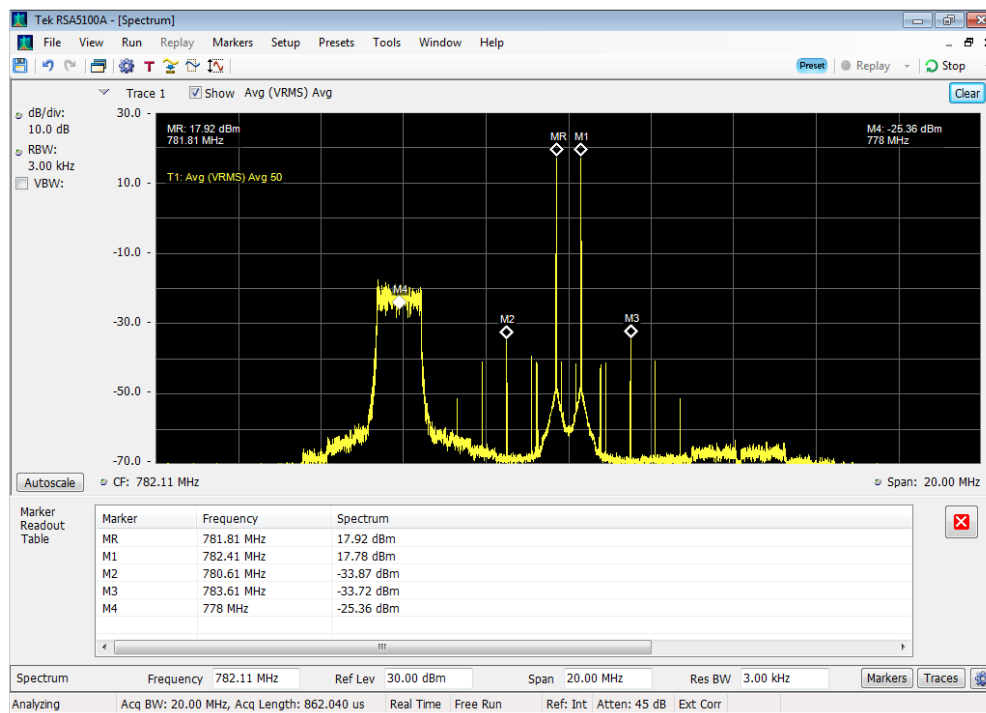 Tek RSA5100A - [Spectrum]
File View Run Replay Markers Setup Presets Tools Window Help
T Preset Replay Stop
Trace 1 Show Avg (VRMS) Avg Clear
dB/div:
10.0 dB
RBW:
3.00 kHz
VBW:
30.0 -
10.0 -
-10.0 -
-30.0 -
-50.0 -
-70.0 -
MR: 17.92 dBm
781.81 MHz
M4: -25.36 dBm
778 MHz
T1: Avg (VRMS) Avg 50
MR M1
M4
M2
M3
Autoscale CF: 782.11 MHz Span: 20.00 MHz
Marker
Readout
Table
Marker Frequency Spectrum
MR 781.81 MHz 17.92 dBm
M1 782.41 MHz 17.78 dBm
M2 780.61 MHz -33.87 dBm
M3 783.61 MHz -33.72 dBm
M4 778 MHz -25.36 dBm
Spectrum Frequency 782.11 MHz Ref Lev 30.00 dBm Span 20.00 MHz Res BW 3.00 kHz Markers Traces
Analyzing Acq BW: 20.00 MHz, Acq Length: 862.040 us Real Time Free Run Ref: Int Atten: 45 dB Ext Corr